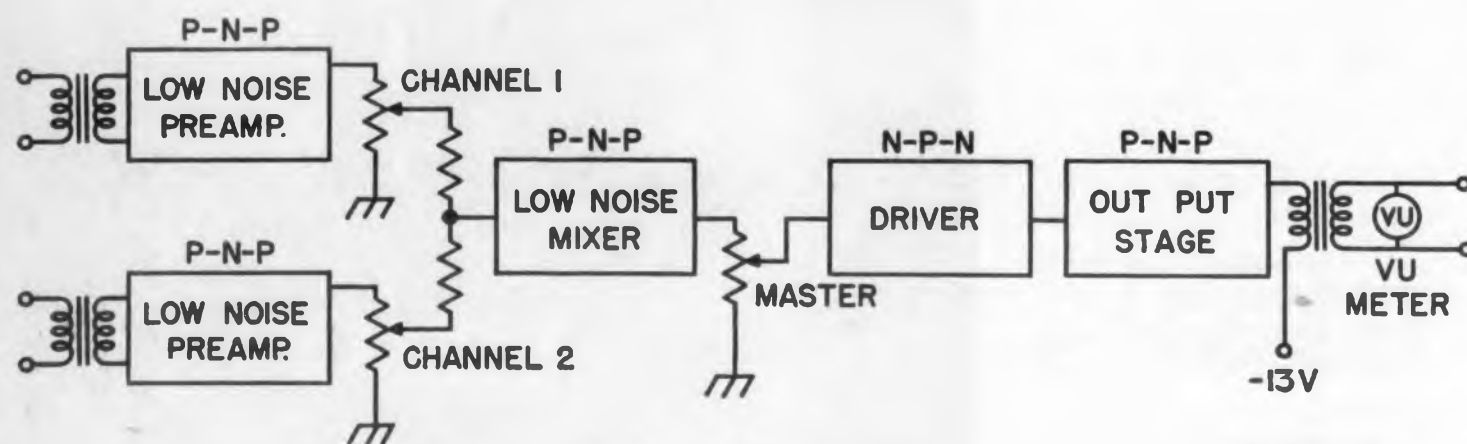 P-N-P
LOW NOISE
PREAMP.
CHANNEL 1
P-N-P
LOW NOISE
MIXER
MASTER
N-P-N
DRIVER
P-N-P
OUT PUT
STAGE
VU
VU
METER
-13V
P-N-P
LOW NOISE
PREAMP.
CHANNEL 2